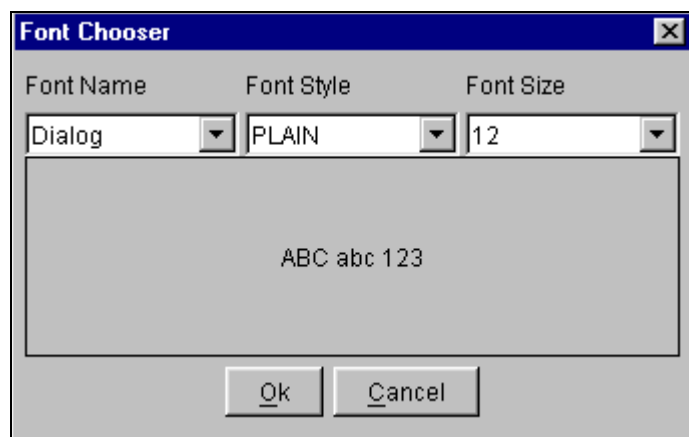 Font Chooser
Font Name Font Style Font Size
Dialog PLAIN 12
ABC abc 123
Ok Cancel